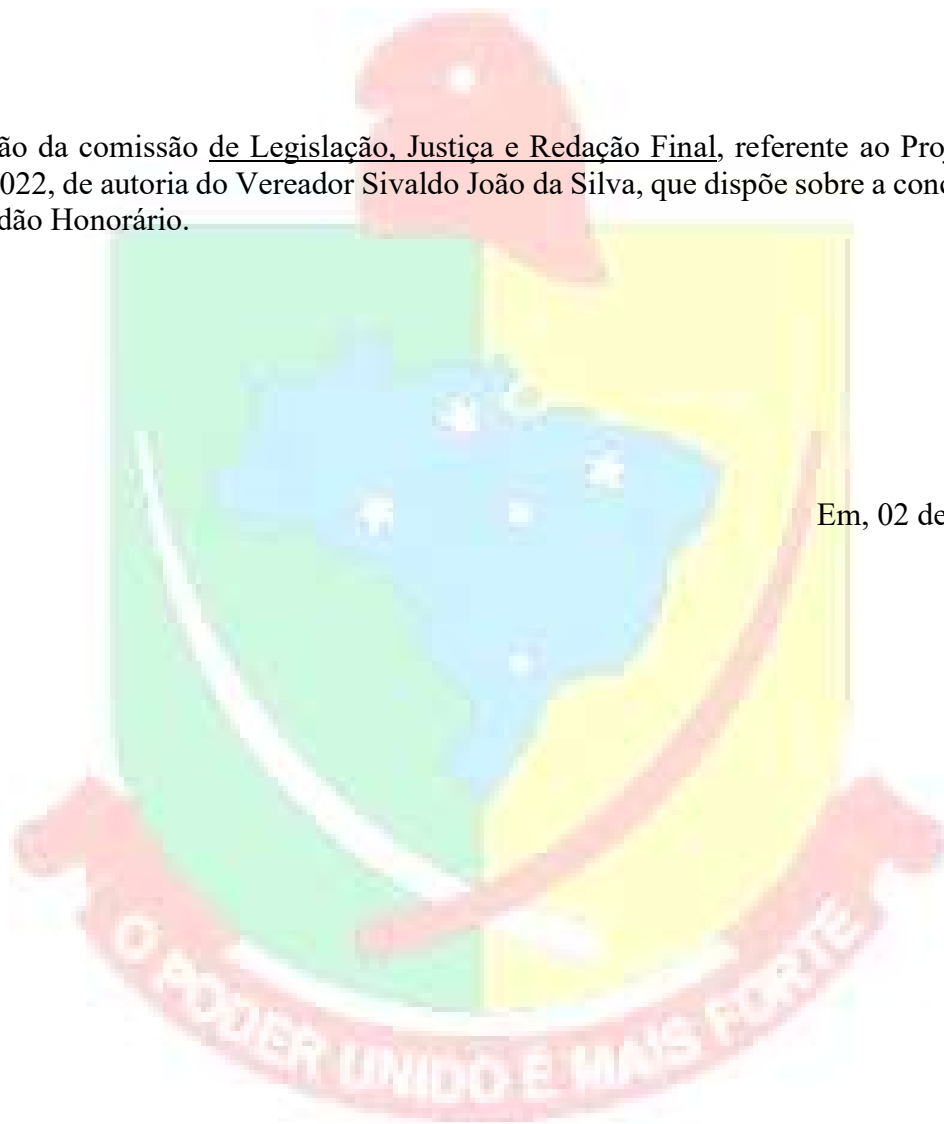 ão da comissão de Legislação, Justiça e Redação Final, referente ao Proj
022, de autoria do Vereador Sivaldo João da Silva, que dispõe sobre a conc
dão Honorário.
Em, 02 de
O PODER UNIDO É MAIS FORTE